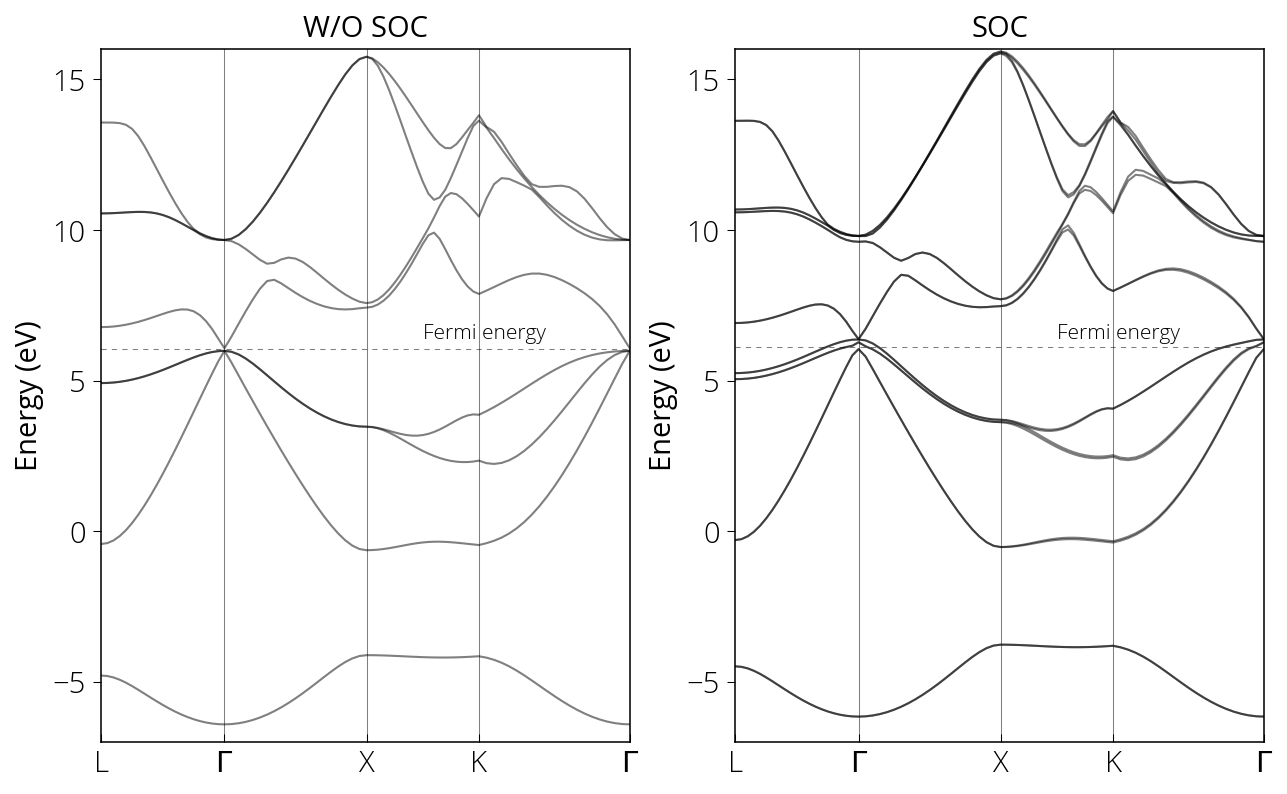 W/O SOC
Energy (eV)
15
10
5
0
−5
Fermi energy
L Γ X K Γ
SOC
Energy (eV)
15
10
5
0
−5
Fermi energy
L Γ X K Γ